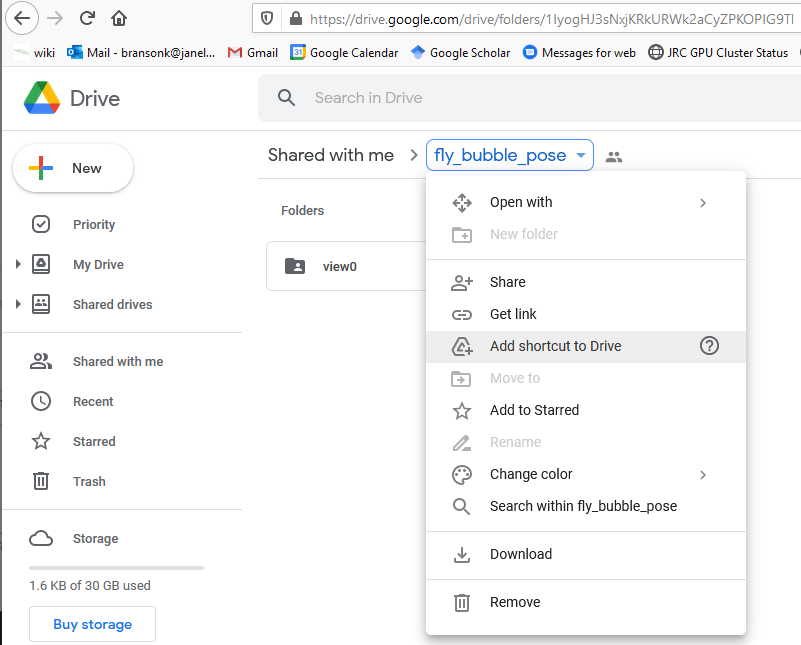 https://drive.google.com/drive/folders/1IyogHJ3sNxjKRkURWk2aCyZPKOPIG9TI
wiki Mail - bransonk@janel... Gmail Google Calendar Google Scholar Messages for web JRC GPU Cluster Status
Drive
Search in Drive
New
Shared with me > fly_bubble_pose
Priority
My Drive
Shared drives
Shared with me
Recent
Starred
Trash
Storage
1.6 KB of 30 GB used
Buy storage
Folders
view0
Open with
New folder
Share
Get link
Add shortcut to Drive
Move to
Add to Starred
Rename
Change color
Search within fly_bubble_pose
Download
Remove